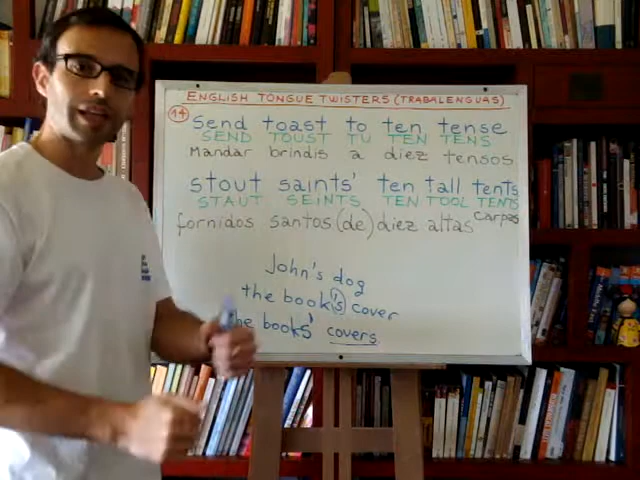 ENGLISH TONGUE TWISTERS (TRABALENGUAS)
14
send toast to ten tense
SEND TOUST TU TEN TENS
Mandar brindis a diez tensos
stout saints' ten tall tents
STAUT SEINTS TEN TOOL TENTS
fornidos santos (de) diez altas carpas
John's dog
the book's cover
he books' covers